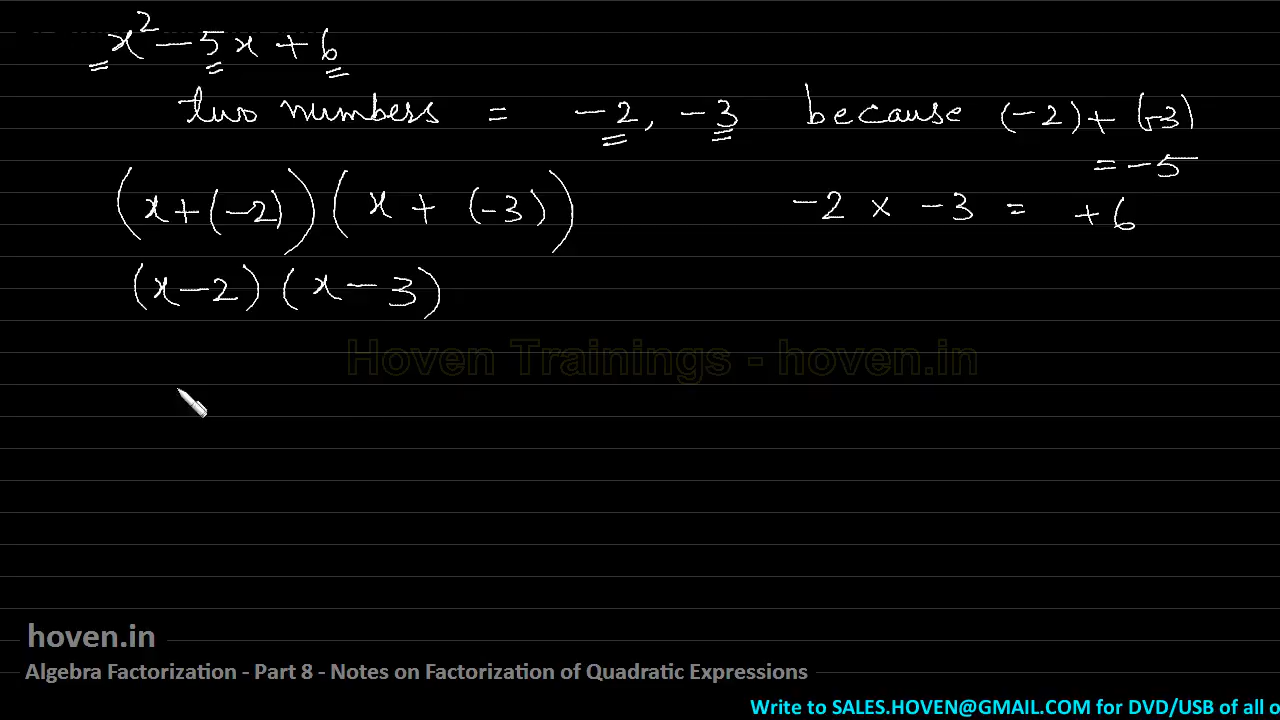 x² - 5x + 6
two numbers = -2, -3 because (-2) + (-3)
= -5
(x + (-2)) (x + (-3)) -2 × -3 = +6
(x - 2) (x - 3)
Hoven Trainings - hoven.in
hoven.in
Algebra Factorization - Part 8 - Notes on Factorization of Quadratic Expressions
Write to SALES.HOVEN@GMAIL.COM for DVD/USB of all